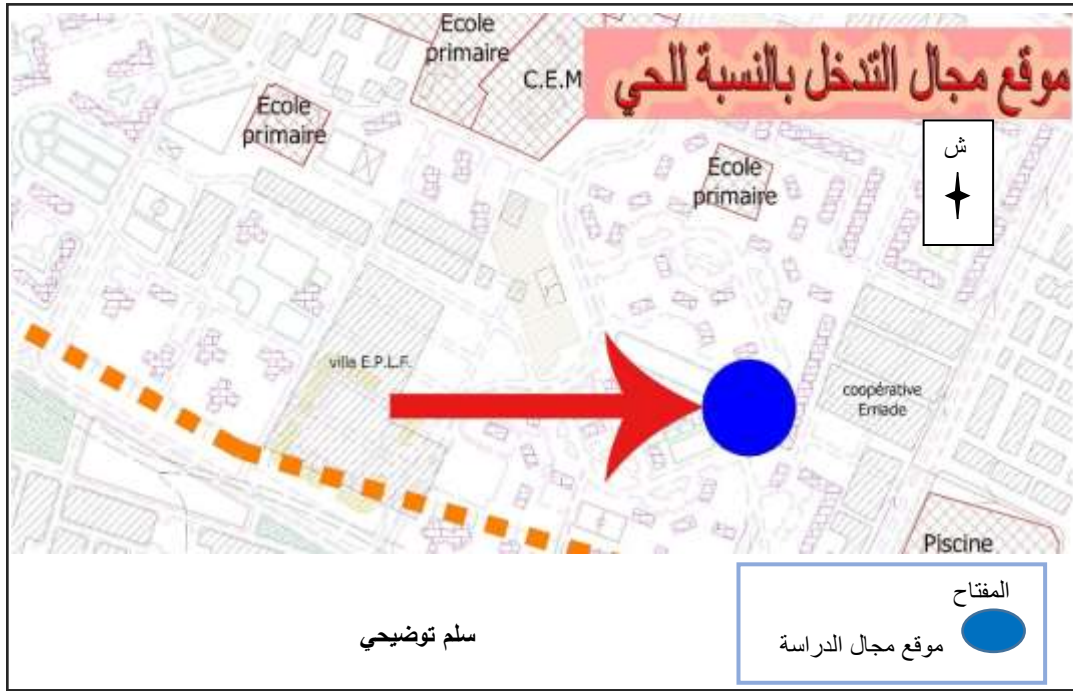 Ecole
primaire
C.E.M
موقع مجال التدخل بالنسبة للحي
Ecole
primaire
ش
Ecole
primaire
villa E.P.L.F.
coopérative
Emiade
Piscine
المفتاح
موقع مجال الدراسة
سلم توضيحي